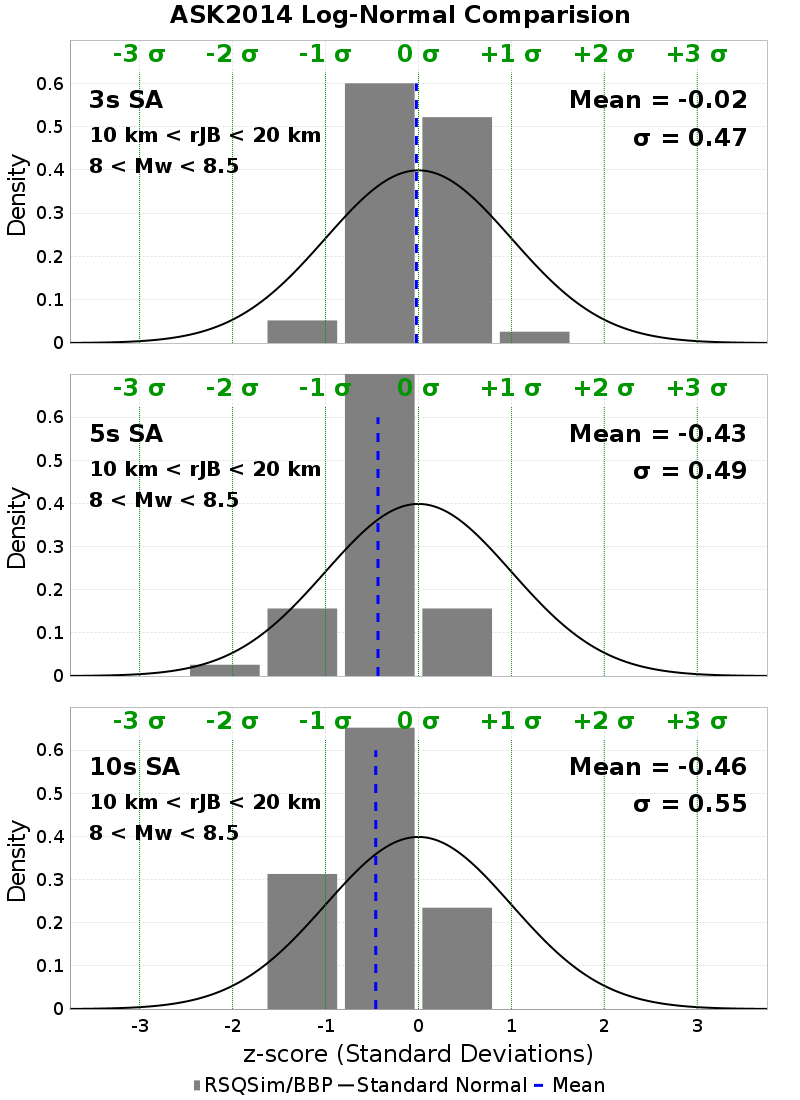 ASK2014 Log-Normal Comparision
-3 σ -2 σ -1 σ 0 σ +1 σ +2 σ +3 σ
3s SA
10 km < rJB < 20 km
8 < Mw < 8.5
Mean = -0.02
σ = 0.47
0.6
0.5
0.4
0.3
0.2
0.1
0
Density
-3 σ -2 σ -1 σ 0 σ +1 σ +2 σ +3 σ
5s SA
10 km < rJB < 20 km
8 < Mw < 8.5
Mean = -0.43
σ = 0.49
0.6
0.5
0.4
0.3
0.2
0.1
0
Density
-3 σ -2 σ -1 σ 0 σ +1 σ +2 σ +3 σ
10s SA
10 km < rJB < 20 km
8 < Mw < 8.5
Mean = -0.46
σ = 0.55
0.6
0.5
0.4
0.3
0.2
0.1
0
Density
-3 -2 -1 0 1 2 3
z-score (Standard Deviations)
RSQSim/BBP Standard Normal Mean